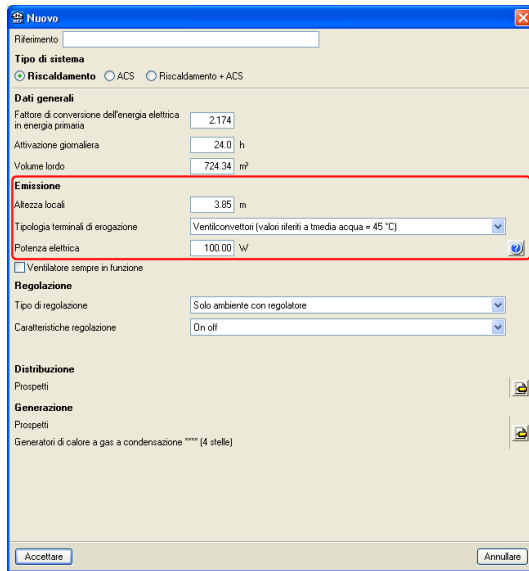 Nuovo
Riferimento
Tipo di sistema
Riscaldamento ACS Riscaldamento + ACS
Dati generali
Fattore di conversione dell'energia elettrica
in energia primaria 2.174
Attivazione giornaliera 24.0 h
Volume lordo 724.34 m³
Emissione
Altezza locali 3.85 m
Tipologia terminali di erogazione Ventilconvettori (valori riferiti a tmedia acqua = 45 °C)
Potenza elettrica 100.00 W
Ventilatore sempre in funzione
Regolazione
Tipo di regolazione Solo ambiente con regolatore
Caratteristiche regolazione On off
Distribuzione
Prospetti
Generazione
Prospetti
Generatori di calore a gas a condensazione **** (4 stelle)
Accettare Annullare